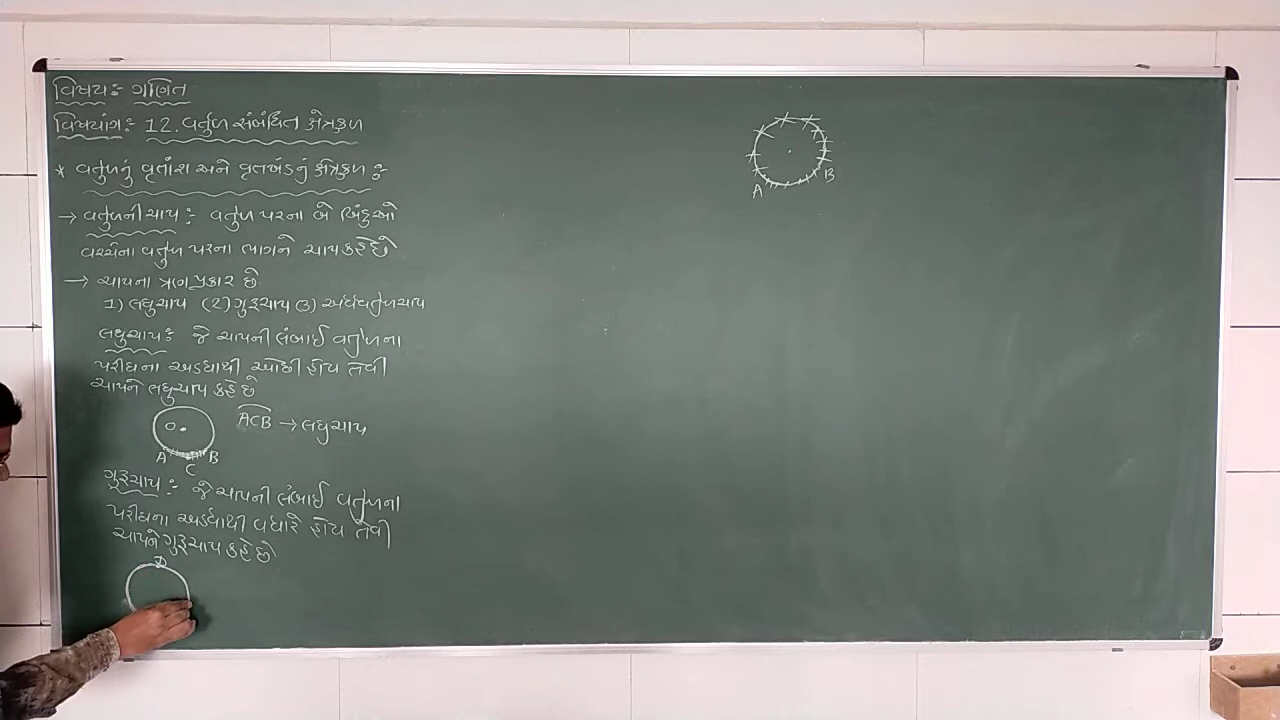 વિષય:- ગણિત
વિષયાંગ:- 12. વર્તુળ સંબંધિત ક્ષેત્રફળ
* વર્તુળનું વૃતાંશ અને વૃતખંડનું ક્ષેત્રફળ :-
→ વર્તુળની ચાપ :- વર્તુળ પરના બે બિંદુઓ
વચ્ચેના વર્તુળ પરના ભાગને ચાપ કહે છે
→ ચાપના ત્રણ પ્રકાર છે
1) લઘુચાપ (2) ગુરૂચાપ (3) અર્ધવર્તુળચાપ
લઘુચાપ:- જે ચાપની લંબાઈ વર્તુળના
પરીઘના અડધાથી ઓછી હોય તેવી
ચાપને લઘુચાપ કહે છે
O
ACB → લઘુચાપ
A C B
ગુરૂચાપ :- જે ચાપની લંબાઈ વર્તુળના
પરીઘના અડધાથી વધારે હોય તેવી
ચાપને ગુરૂચાપ કહે છે
D
A B